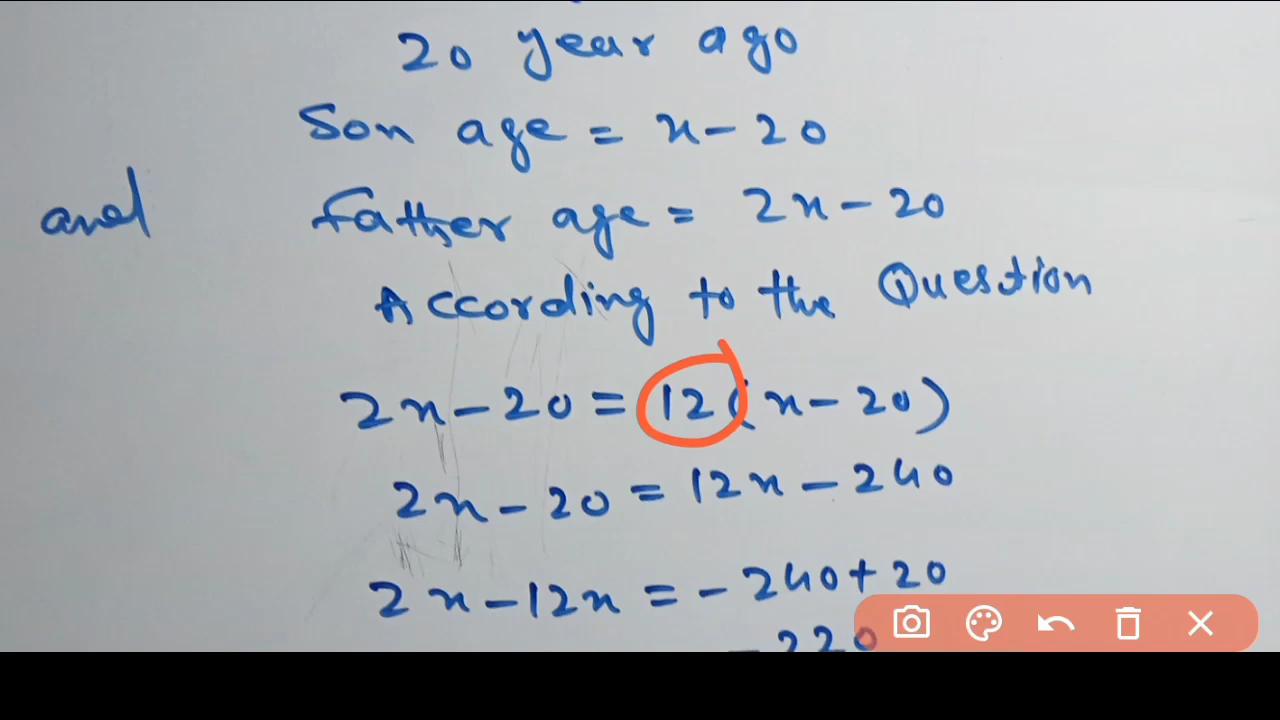 20 year ago
Son age = x - 20
and Father age = 2x - 20
According to the Question
2x - 20 = 12(x - 20)
2x - 20 = 12x - 240
2x - 12x = - 240 + 20
- 220